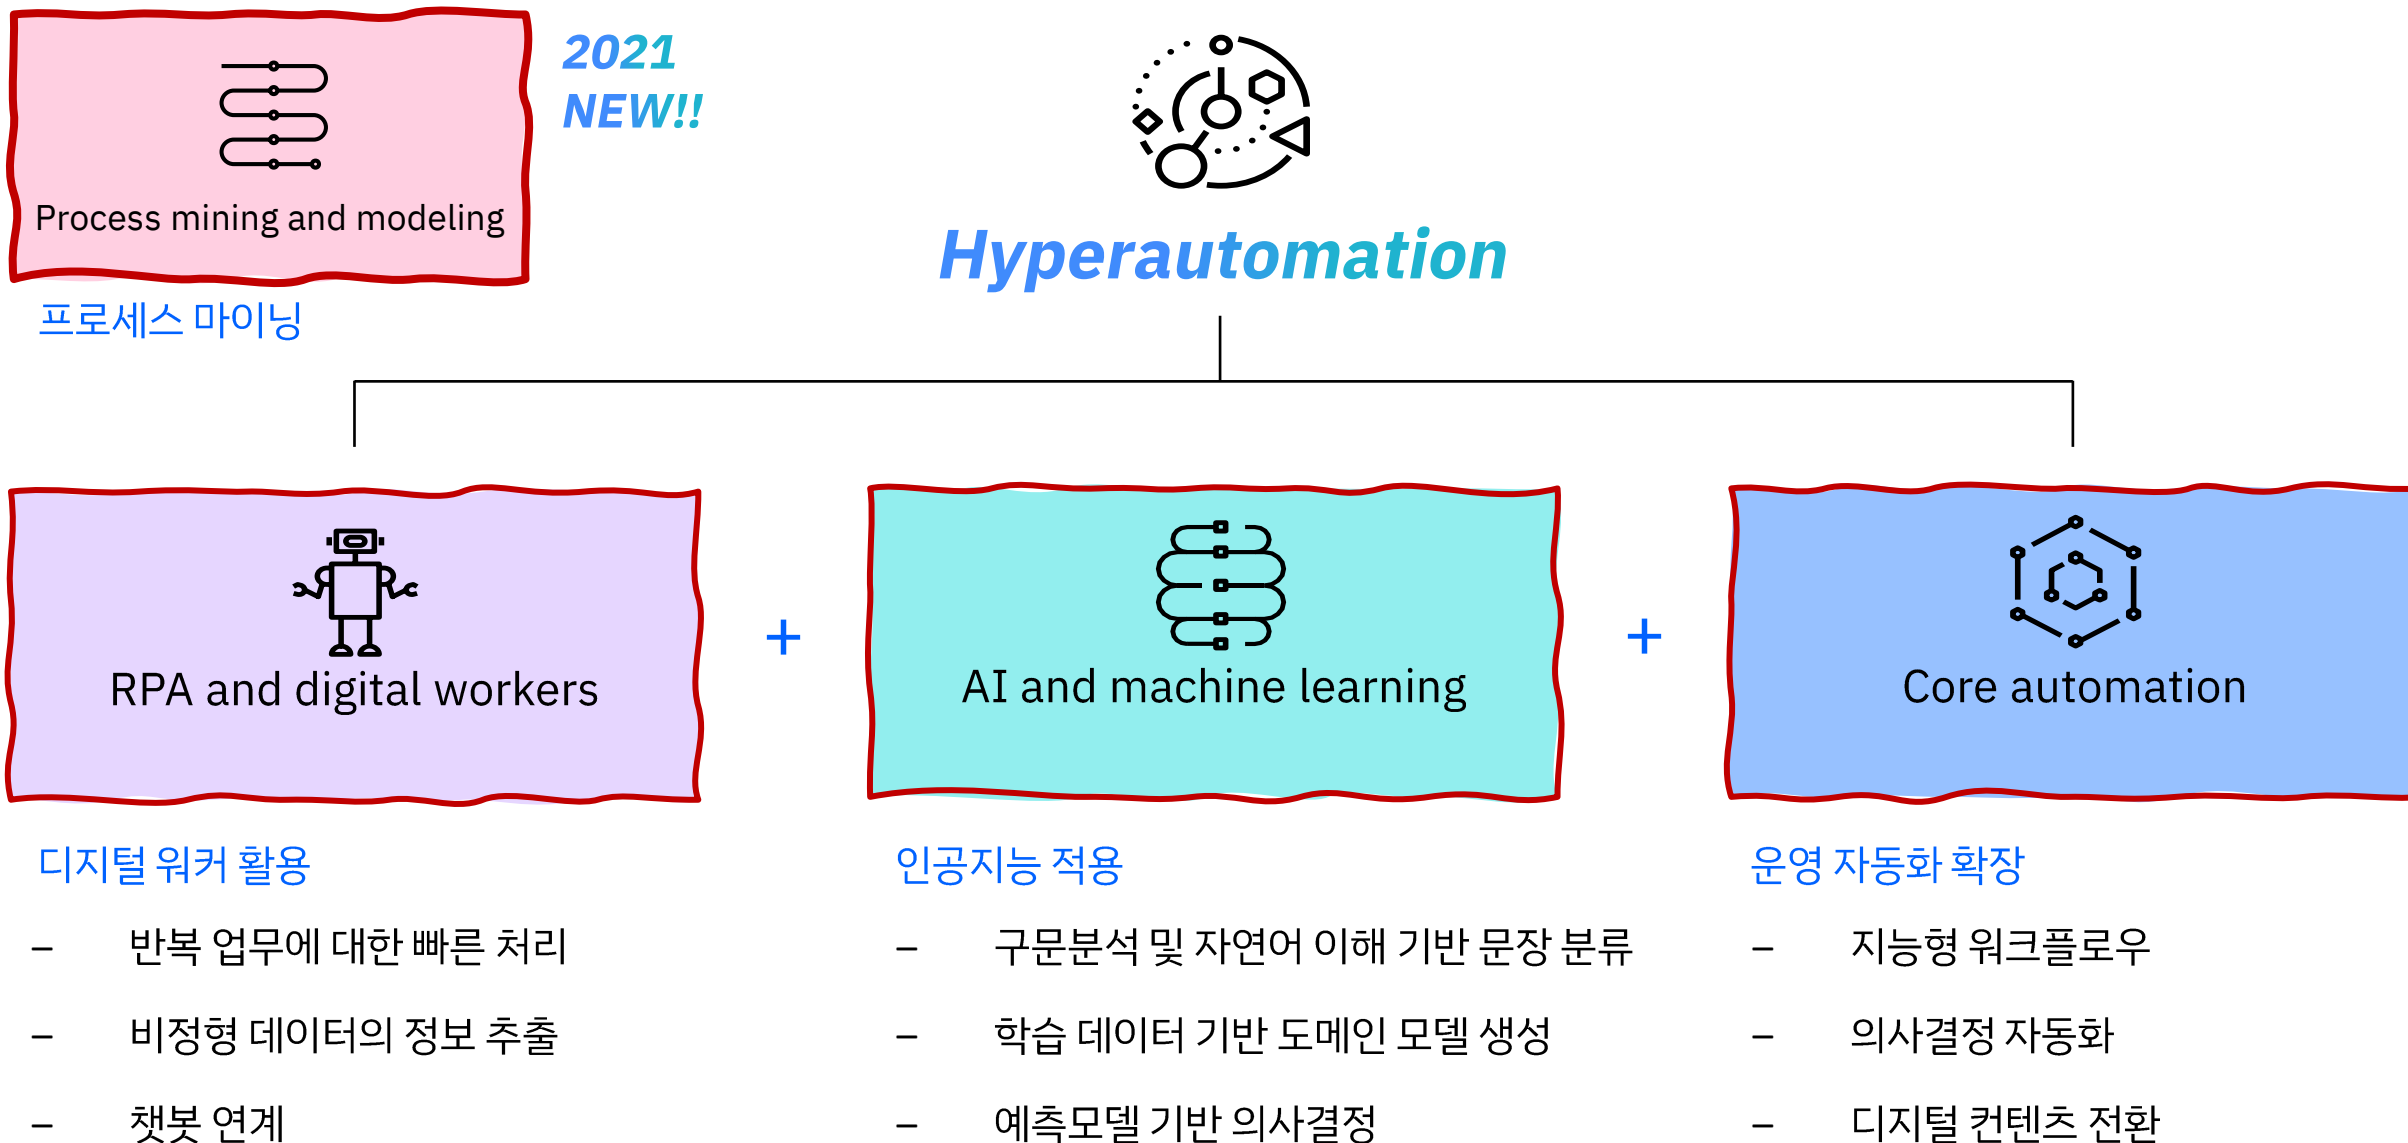 2021
NEW!!
Process mining and modeling
프로세스 마이닝
Hyperautomation
RPA and digital workers
+
AI and machine learning
+
Core automation
디지털 워커 활용
– 반복 업무에 대한 빠른 처리
– 비정형 데이터의 정보 추출
– 챗봇 연계
인공지능 적용
– 구문분석 및 자연어 이해 기반 문장 분류
– 학습 데이터 기반 도메인 모델 생성
– 예측모델 기반 의사결정
운영 자동화 확장
– 지능형 워크플로우
– 의사결정 자동화
– 디지털 컨텐츠 전환